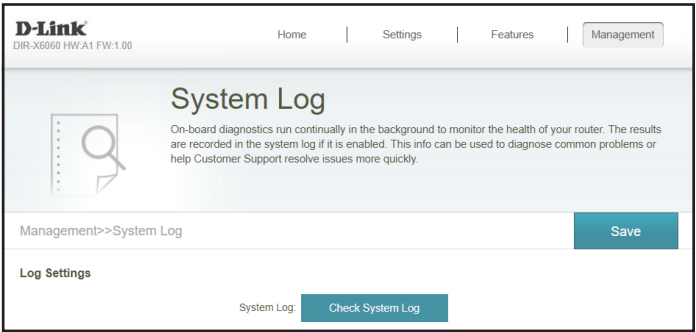 D-Link
DIR-X6060 HW:A1 FW:1.00
Home | Settings | Features | Management
System Log
On-board diagnostics run continually in the background to monitor the health of your router. The results
are recorded in the system log if it is enabled. This info can be used to diagnose common problems or
help Customer Support resolve issues more quickly.
Management>>System Log
Save
Log Settings
System Log: Check System Log